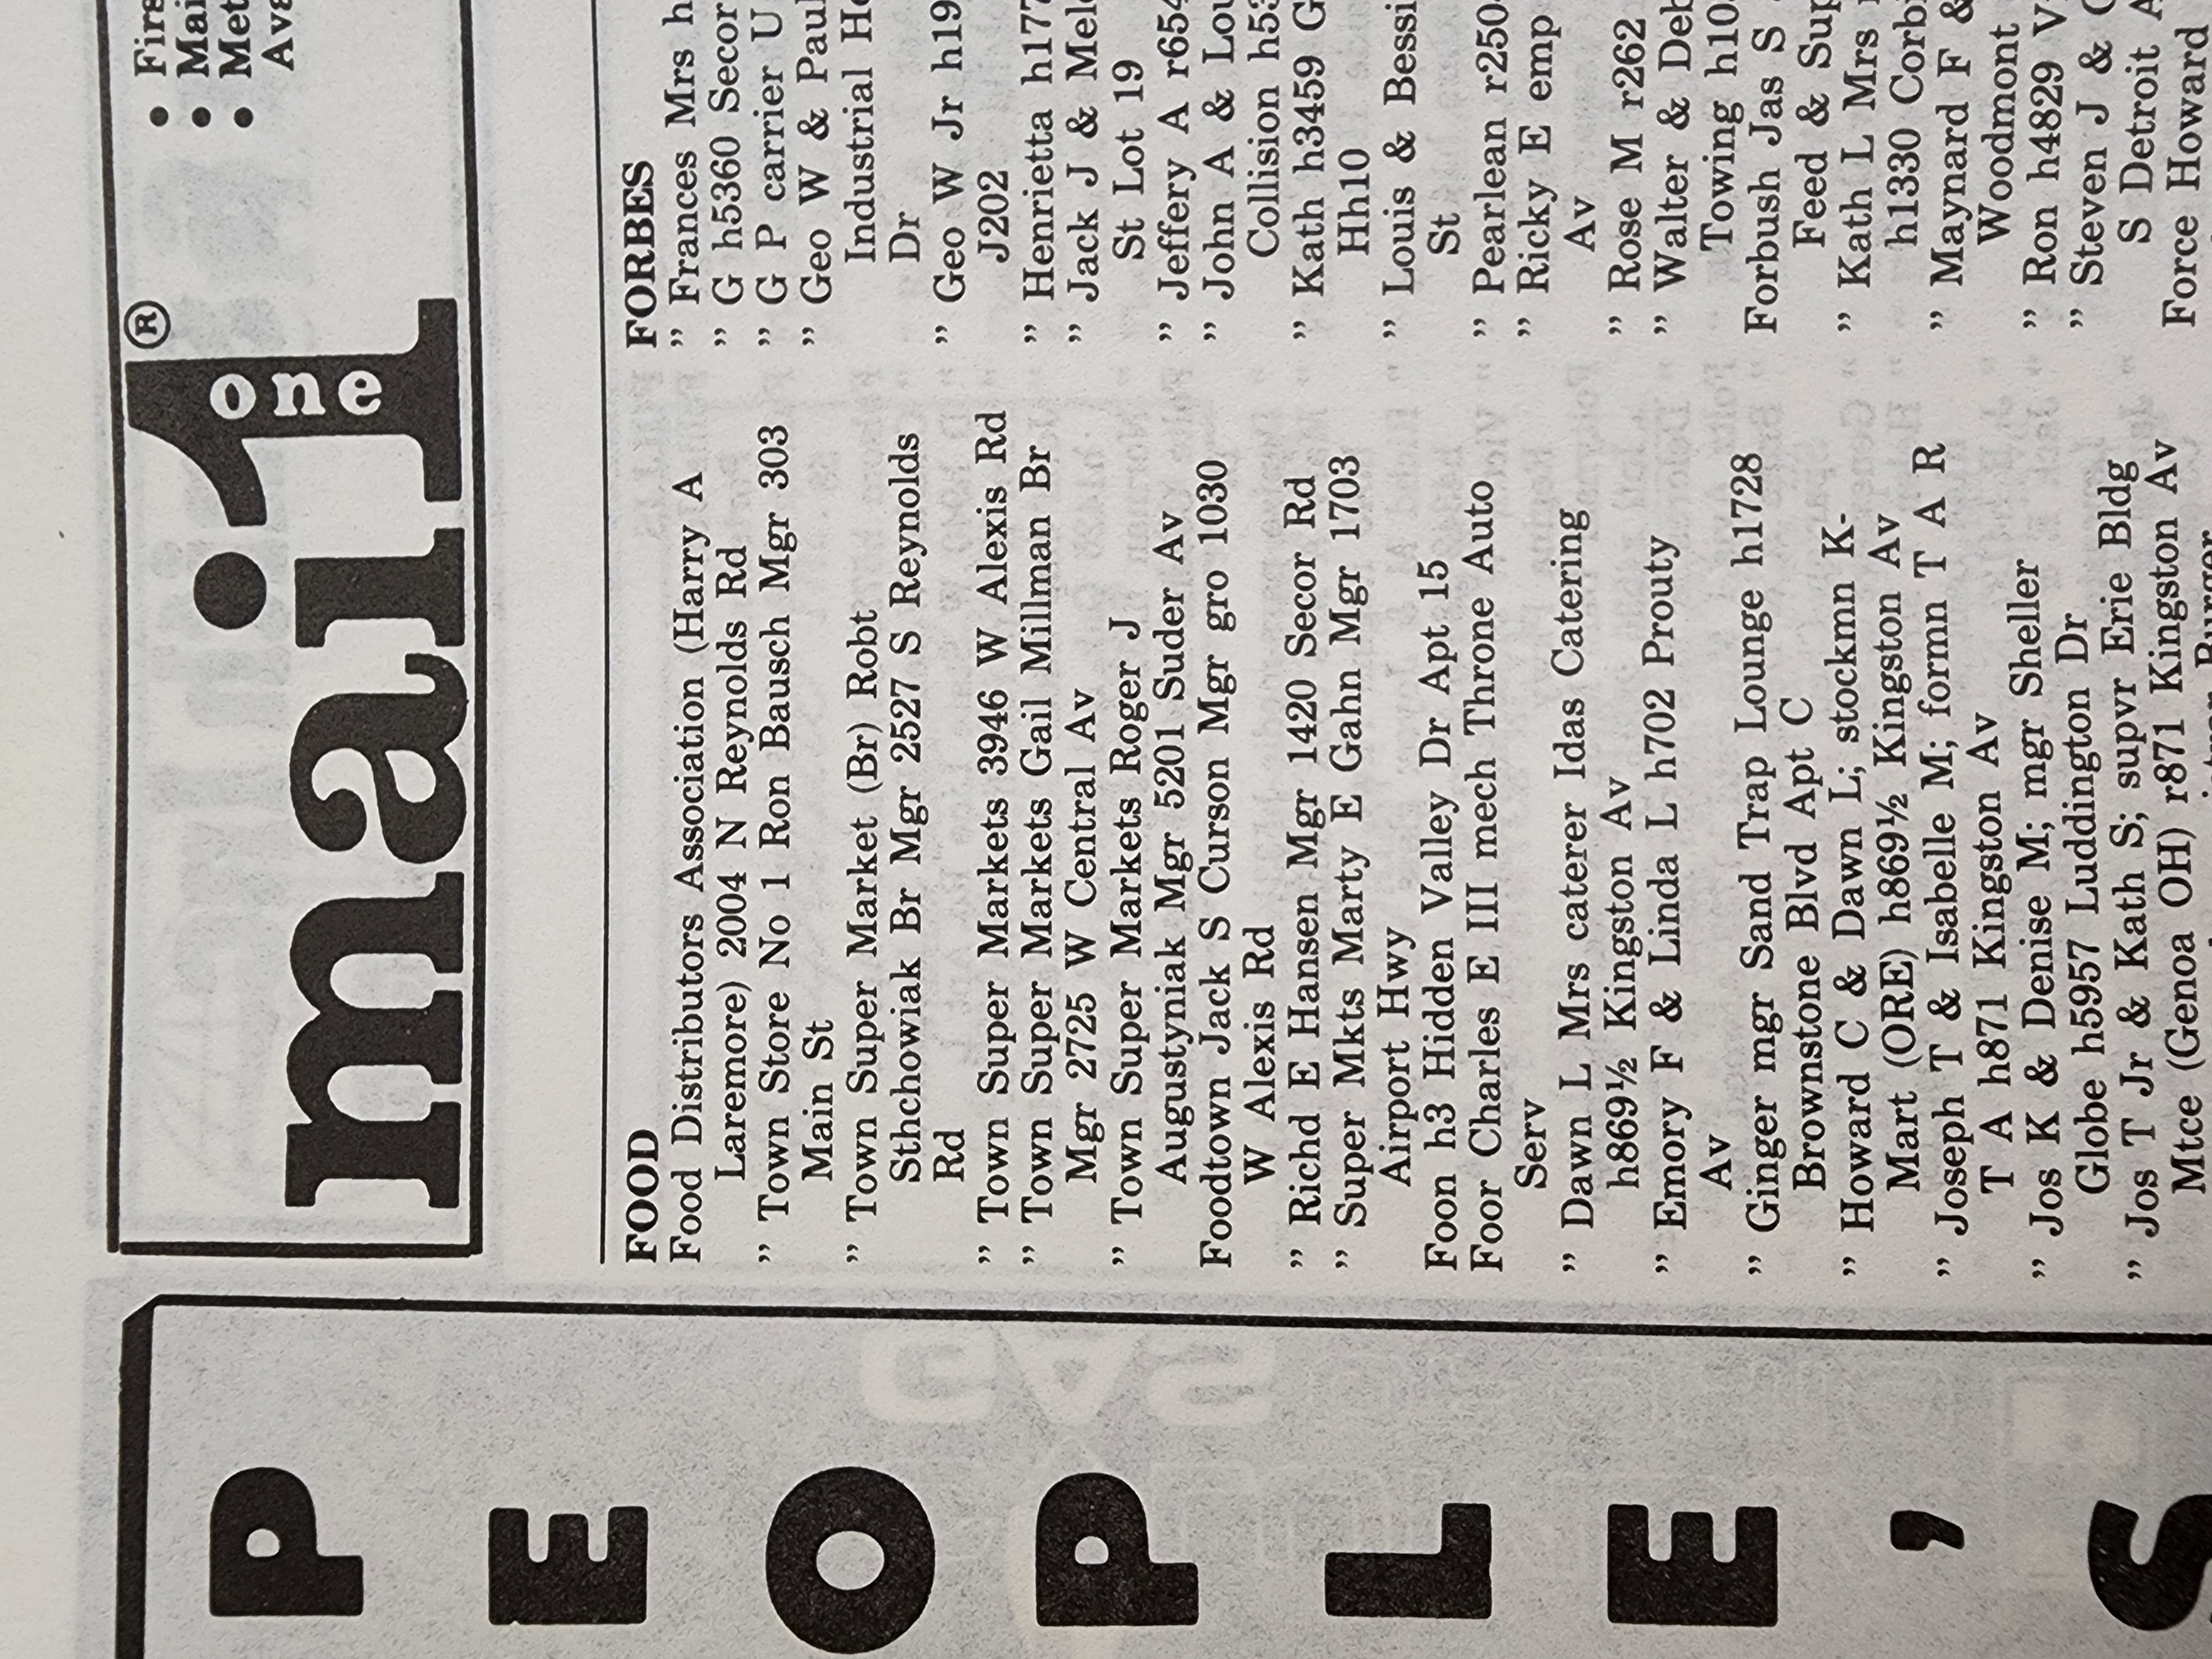 PEOPLE'S
mail
one
®
• Firs
• Mai
• Met
Ava
FOOD
Food Distributors Association (Harry A
Laremore) 2004 N Reynolds Rd
" Town Store No 1 Ron Bausch Mgr 303
Main St
" Town Super Market (Br) Robt
Sthchowiak Br Mgr 2527 S Reynolds
Rd
" Town Super Markets 3946 W Alexis Rd
" Town Super Markets Gail Millman Br
Mgr 2725 W Central Av
" Town Super Markets Roger J
Augustyniak Mgr 5201 Suder Av
Foodtown Jack S Curson Mgr gro 1030
W Alexis Rd
" Richd E Hansen Mgr 1420 Secor Rd
" Super Mkts Marty E Gahn Mgr 1703
Airport Hwy
Foon h3 Hidden Valley Dr Apt 15
Foor Charles E III mech Throne Auto
Serv
" Dawn L Mrs caterer Idas Catering
h869½ Kingston Av
" Emory F & Linda L h702 Prouty
Av
" Ginger mgr Sand Trap Lounge h1728
Brownstone Blvd Apt C
" Howard C & Dawn L; stockmn K-
Mart (ORE) h869½ Kingston Av
" Joseph T & Isabelle M; formn T A R
T A h871 Kingston Av
" Jos K & Denise M; mgr Sheller
Globe h5957 Luddington Dr
" Jos T Jr & Kath S; supvr Erie Bldg
Mtce (Genoa OH) r871 Kingston Av
Burger
FORBES
" Frances Mrs h
" G h5360 Secor
" G P carrier U
" Geo W & Paul
Industrial He
Dr
" Geo W Jr h19
J202
" Henrietta h177
" Jack J & Melo
St Lot 19
" Jeffery A r654
" John A & Lou
Collision h53
" Kath h3459 G
Hh10
" Louis & Bessi
St
" Pearlean r250
" Ricky E emp
Av
" Rose M r262
" Walter & Deb
Towing h10
Forbush Jas S
Feed & Sup
" Kath L Mrs
h1330 Corbi
" Maynard F &
Woodmont
" Ron h4829 V
" Steven J & C
S Detroit A
Force Howard